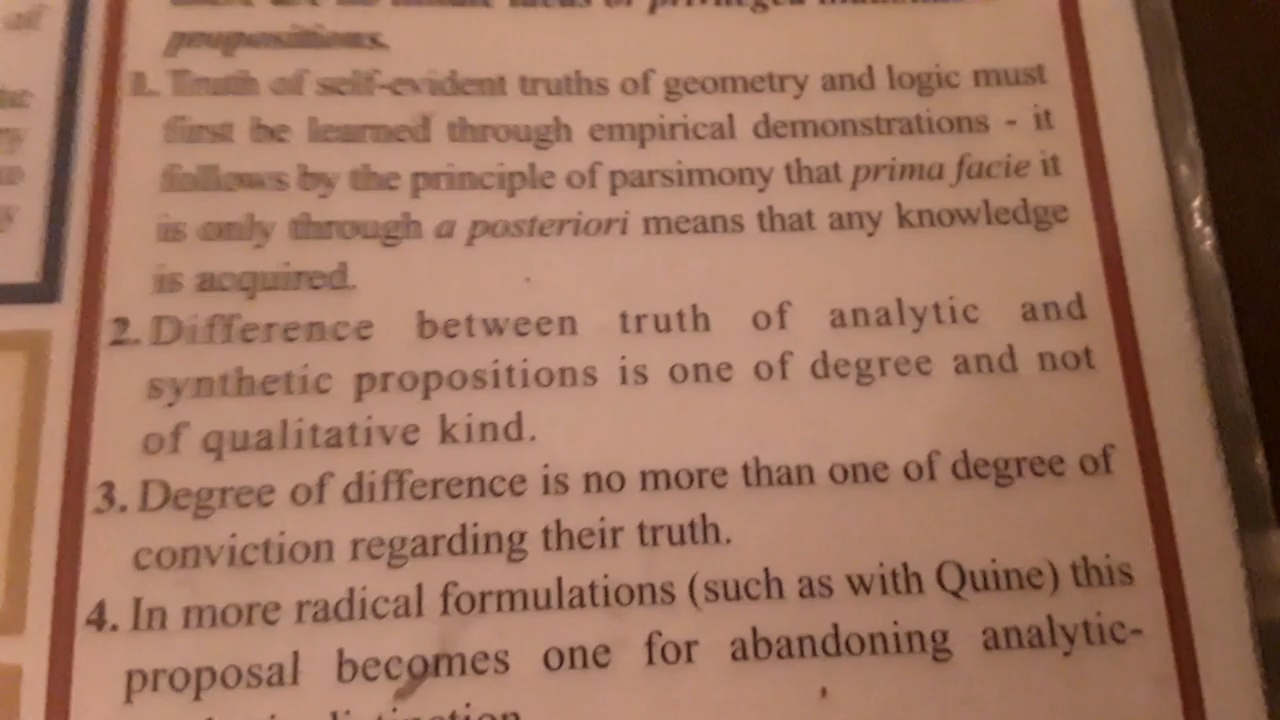 of
propositions.
1. Truth of self-evident truths of geometry and logic must
first be learned through empirical demonstrations - it
follows by the principle of parsimony that prima facie it
is only through a posteriori means that any knowledge
is acquired.
2. Difference between truth of analytic and
synthetic propositions is one of degree and not
of qualitative kind.
3. Degree of difference is no more than one of degree of
conviction regarding their truth.
4. In more radical formulations (such as with Quine) this
proposal becomes one for abandoning analytic-